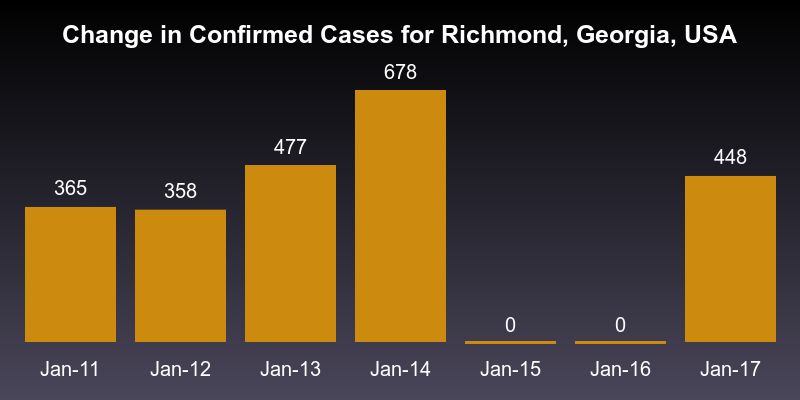 Change in Confirmed Cases for Richmond, Georgia, USA
678
477
448
365
358
0
0
Jan-11
Jan-12
Jan-13
Jan-14
Jan-15
Jan-16
Jan-17